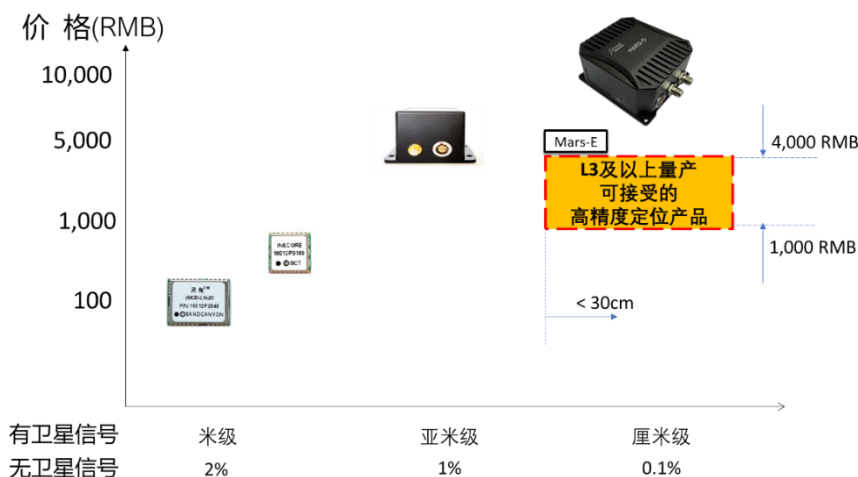 价 格(RMB)
10,000
5,000
1,000
100
MARS-E
Mars-E
4,000 RMB
L3及以上量产
可接受的
高精度定位产品
1,000 RMB
INSCORE
< 30cm
有卫星信号
米级
亚米级
厘米级
无卫星信号
2%
1%
0.1%